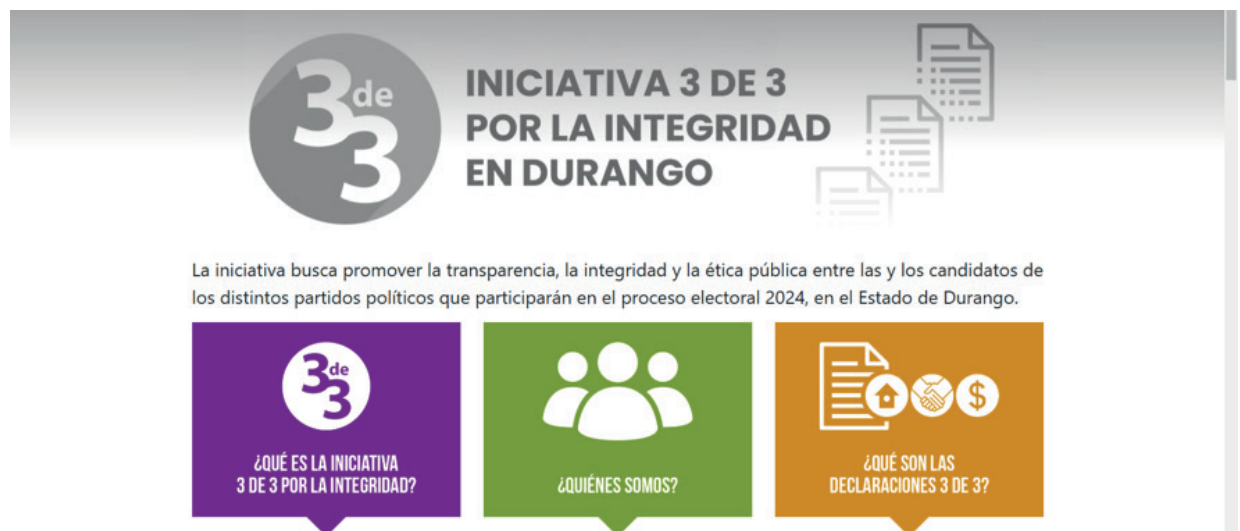 3 de 3
INICIATIVA 3 DE 3
POR LA INTEGRIDAD
EN DURANGO
La iniciativa busca promover la transparencia, la integridad y la ética pública entre las y los candidatos de
los distintos partidos políticos que participarán en el proceso electoral 2024, en el Estado de Durango.
3 de 3
¿QUÉ ES LA INICIATIVA
3 DE 3 POR LA INTEGRIDAD?
¿QUIÉNES SOMOS?
$
¿QUÉ SON LAS
DECLARACIONES 3 DE 3?